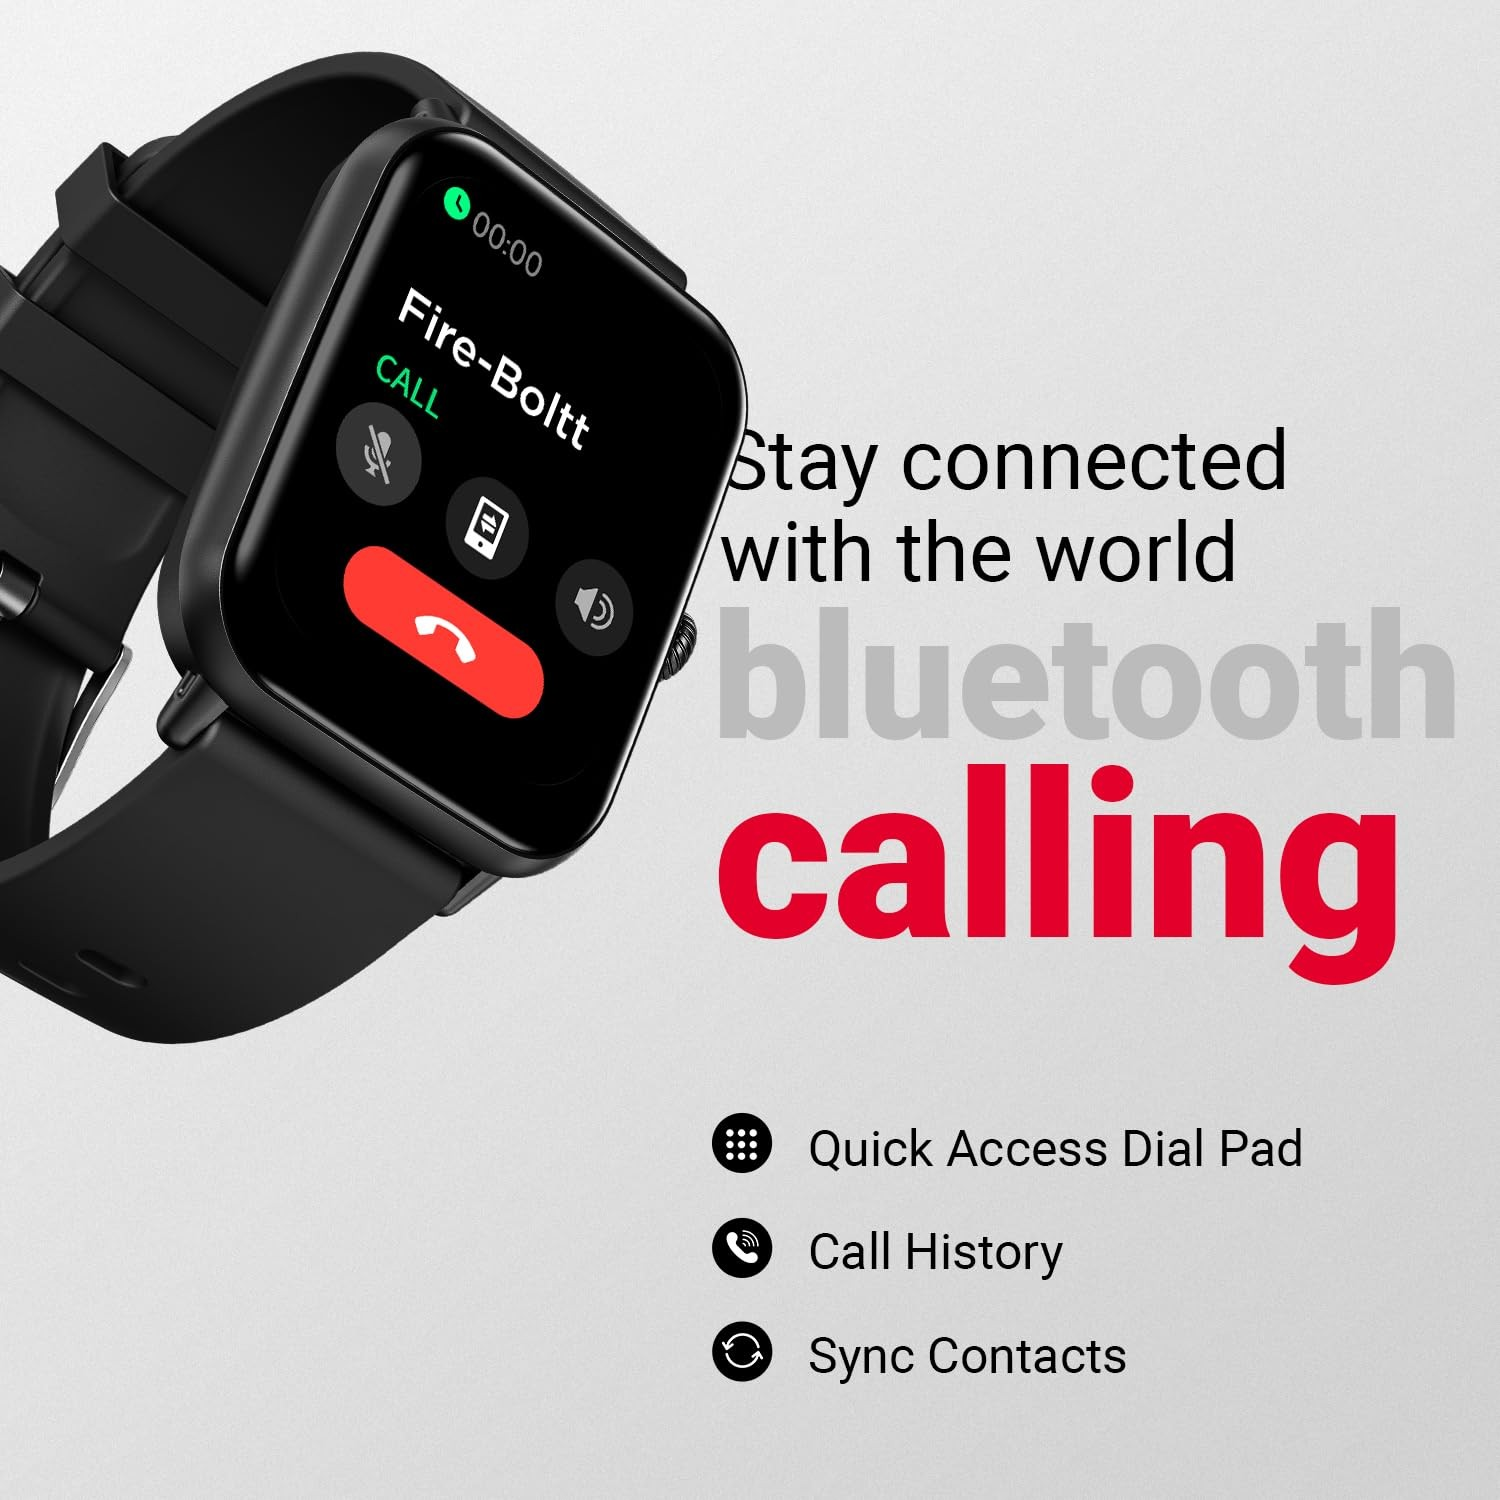 00:00
Fire-Boltt
CALL
Stay connected
with the world
bluetooth
calling
Quick Access Dial Pad
Call History
Sync Contacts